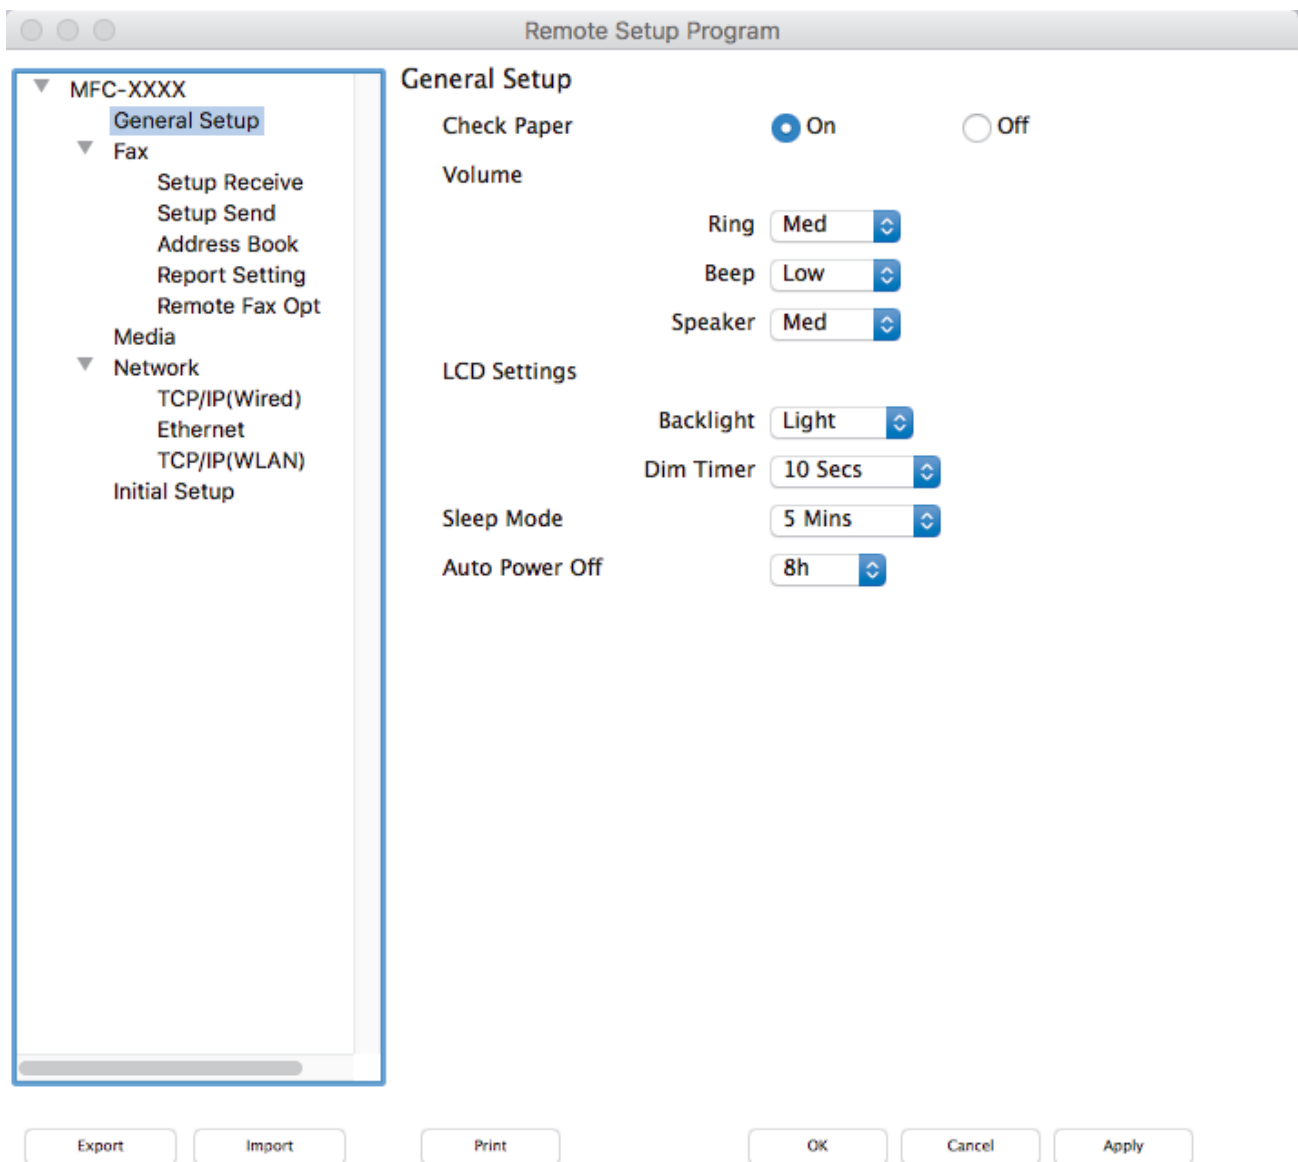 Remote Setup Program
MFC-XXXX
General Setup
Fax
Setup Receive
Setup Send
Address Book
Report Setting
Remote Fax Opt
Media
Network
TCP/IP(Wired)
Ethernet
TCP/IP(WLAN)
Initial Setup
General Setup
Check Paper On Off
Volume
Ring Med
Beep Low
Speaker Med
LCD Settings
Backlight Light
Dim Timer 10 Secs
Sleep Mode 5 Mins
Auto Power Off 8h
Export Import Print OK Cancel Apply